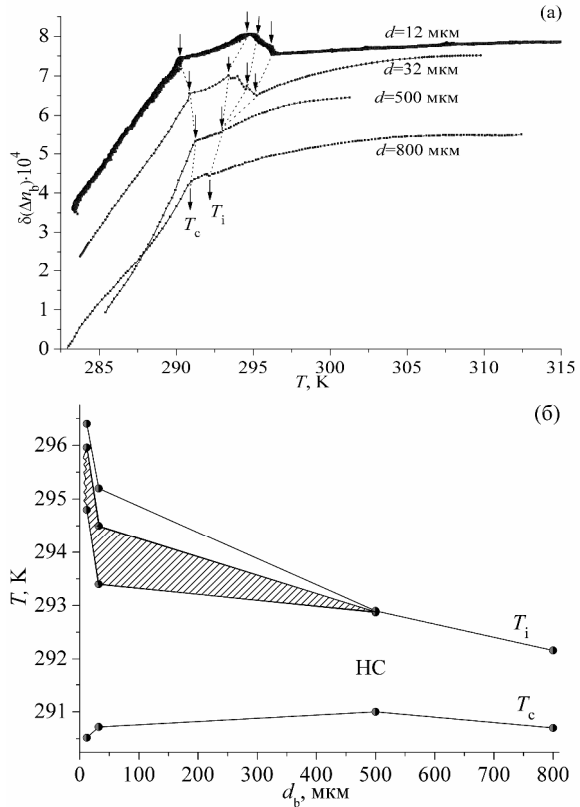 (а)
δ(Δn_b)·10⁴
8
7
6
5
4
3
2
1
0
d=12 мкм
d=32 мкм
d=500 мкм
d=800 мкм
T_c
T_i
285 290 295 300 305 310 315
T, K
(б)
T, K
296
295
294
293
292
291
НС
T_i
T_c
0 100 200 300 400 500 600 700 800
d_b, мкм